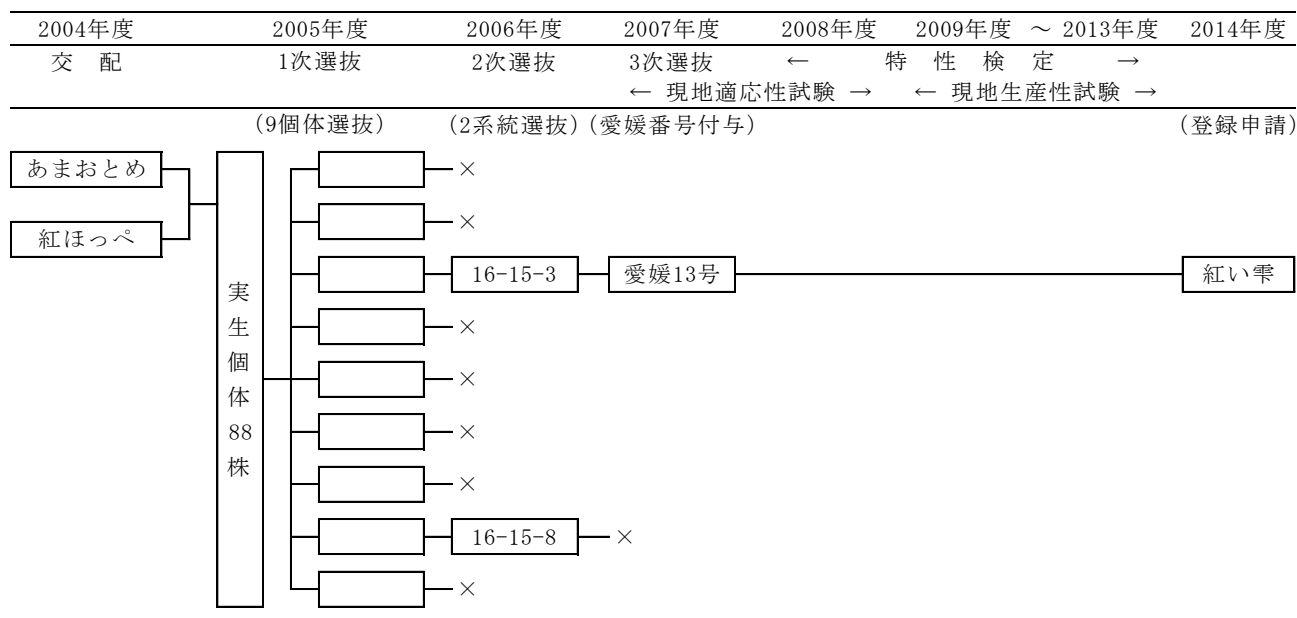 2004年度 2005年度 2006年度 2007年度 2008年度 2009年度 ～ 2013年度 2014年度
交 配 1次選抜 2次選抜 3次選抜 ← 特 性 検 定 →
← 現地適応性試験 → ← 現地生産性試験 →
(9個体選抜) (2系統選抜) (愛媛番号付与) (登録申請)
あまおとめ
紅ほっぺ
実生個体88株
×
×
16-15-3 愛媛13号 紅い雫
×
×
×
×
16-15-8 ×
×